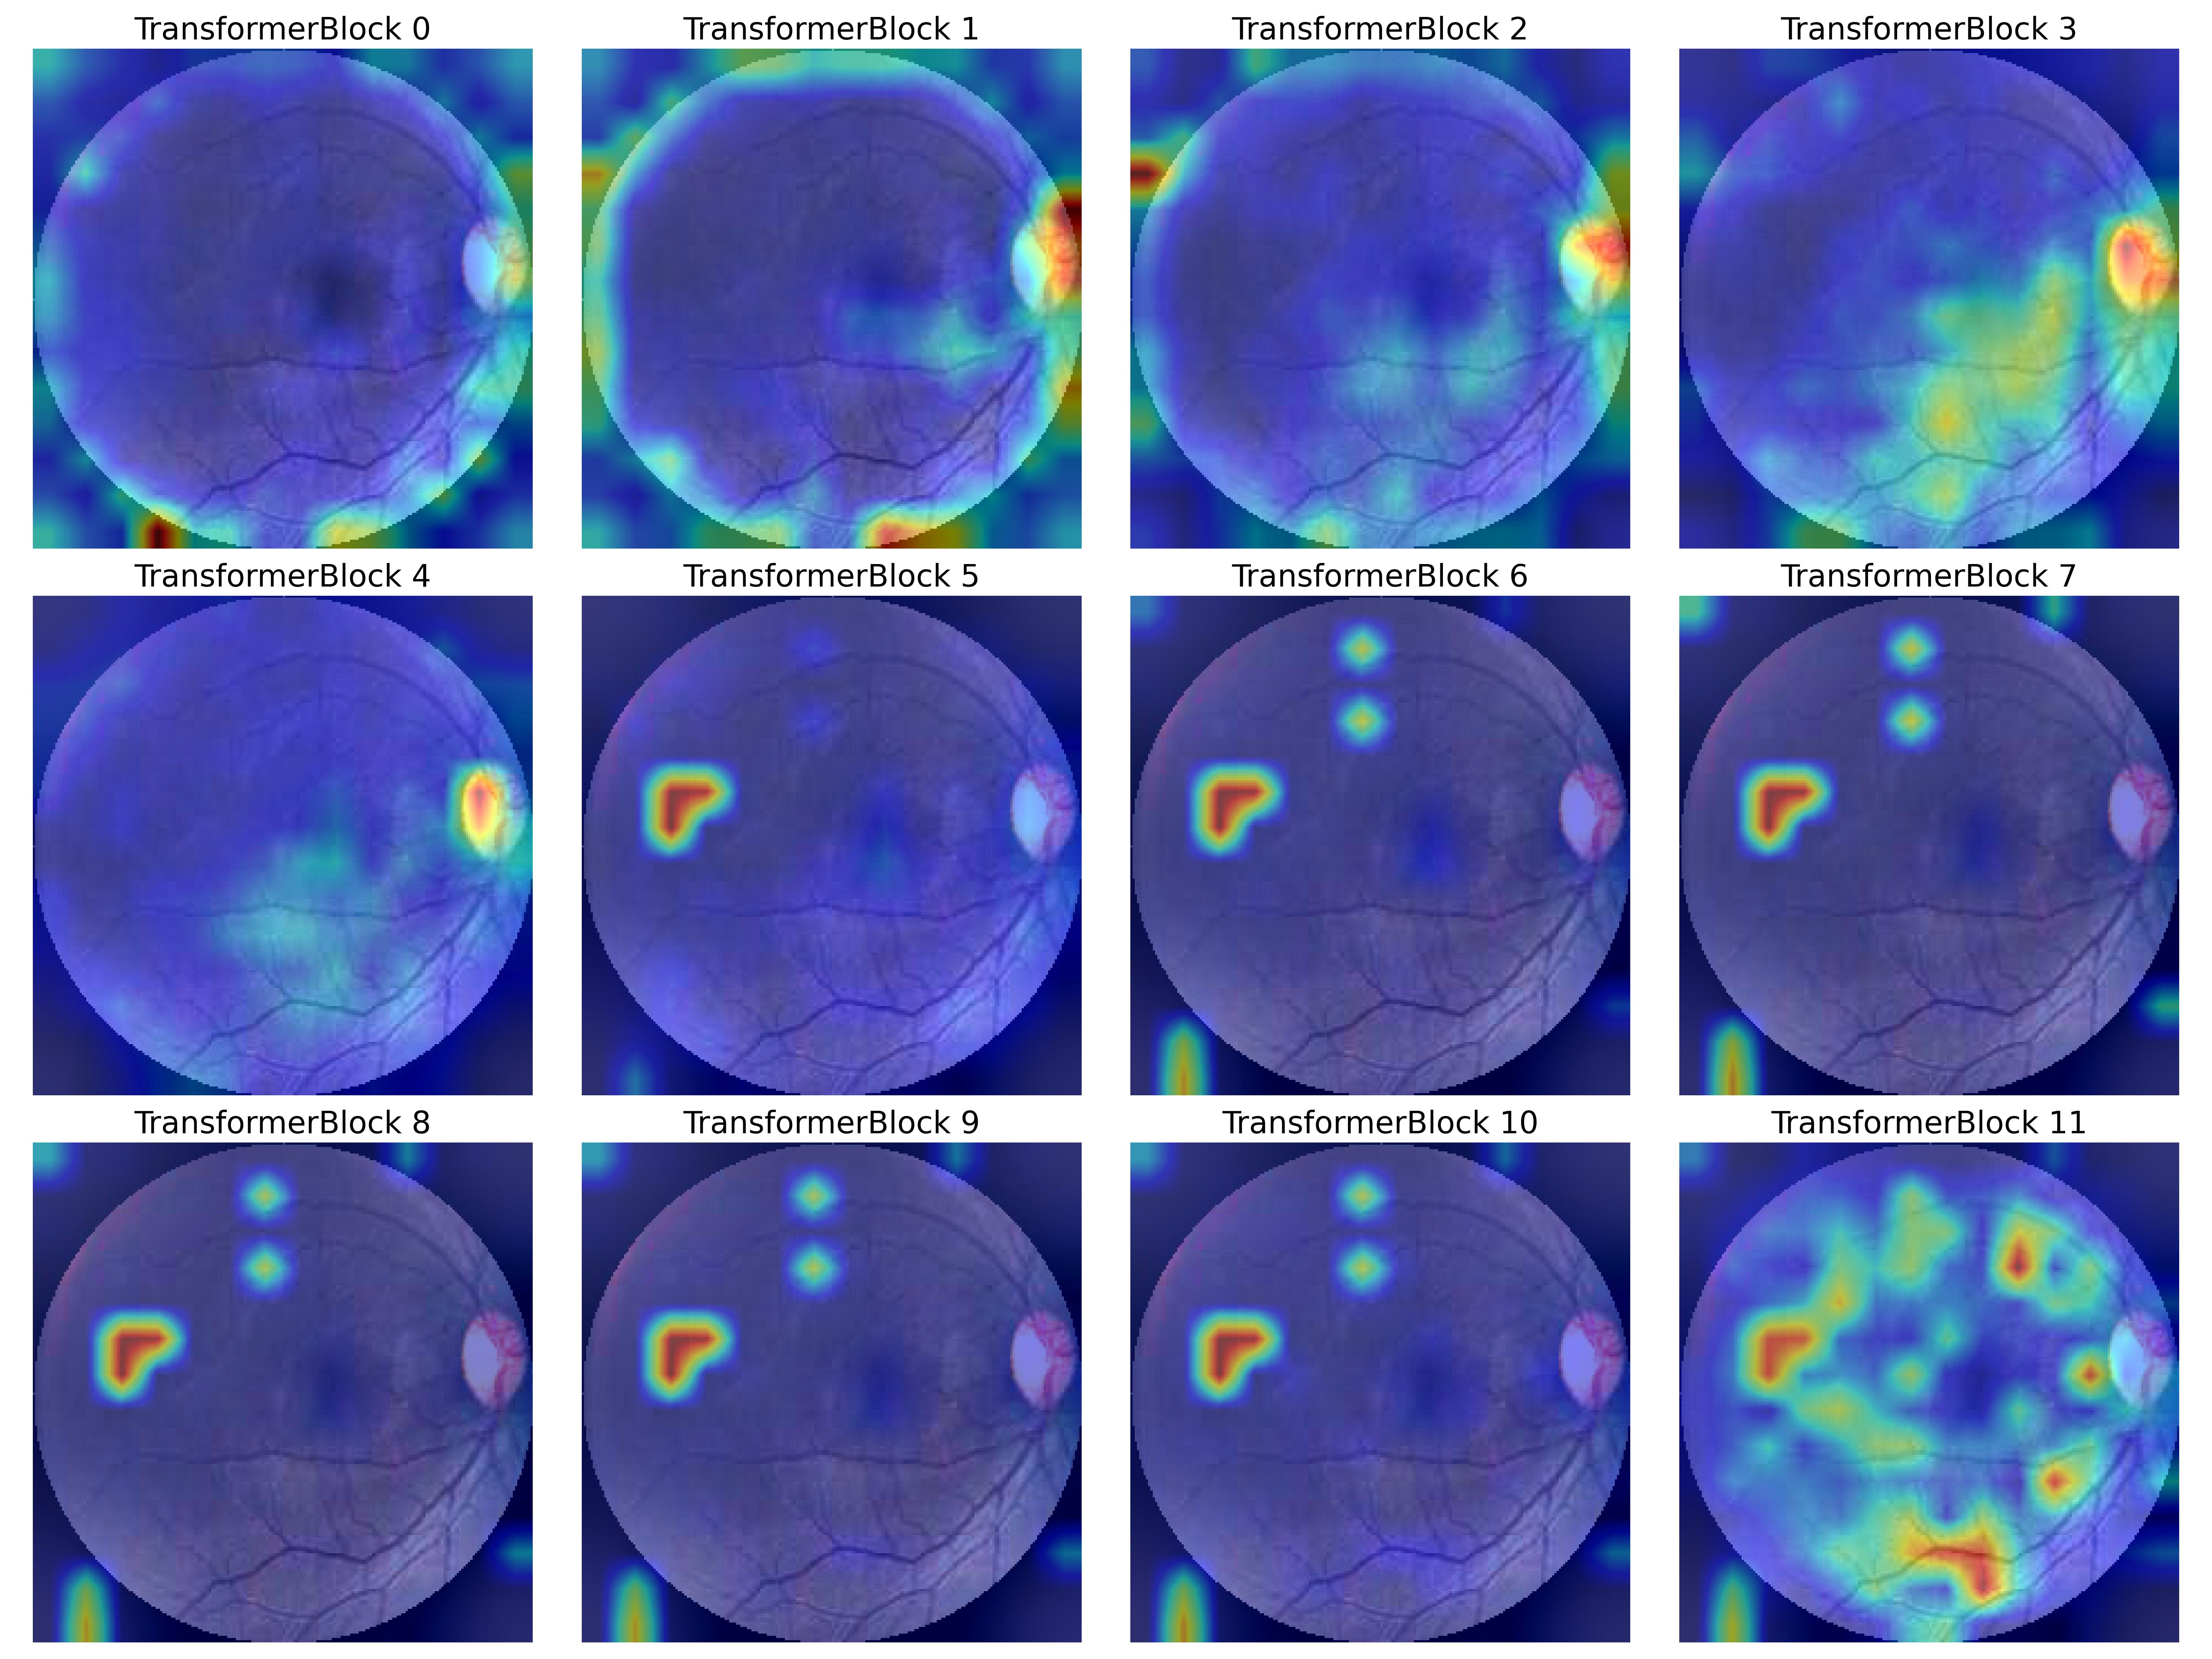 TransformerBlock 0
TransformerBlock 1
TransformerBlock 2
TransformerBlock 3
TransformerBlock 4
TransformerBlock 5
TransformerBlock 6
TransformerBlock 7
TransformerBlock 8
TransformerBlock 9
TransformerBlock 10
TransformerBlock 11